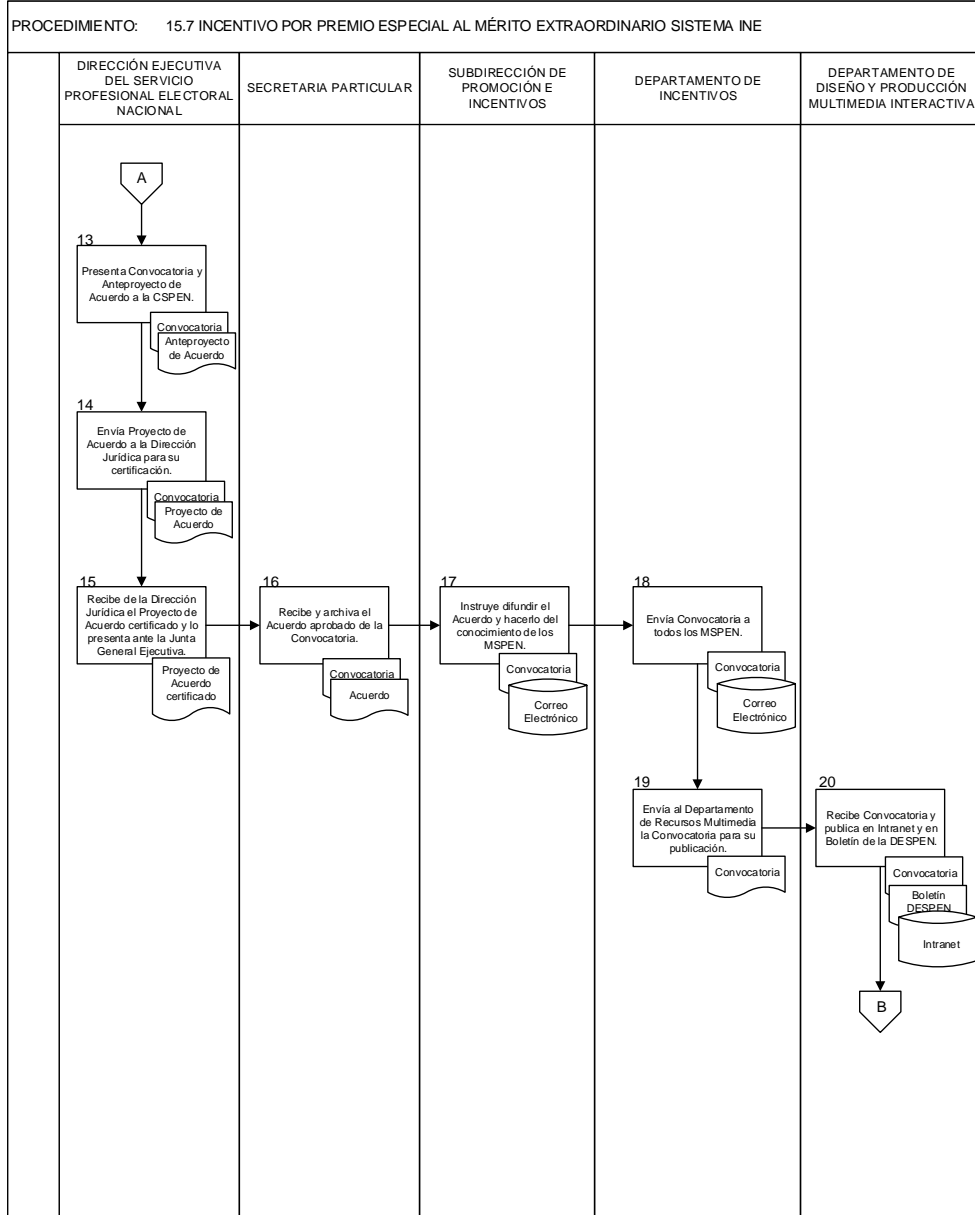 PROCEDIMIENTO: 15.7 INCENTIVO POR PREMIO ESPECIAL AL MÉRITO EXTRAORDINARIO SISTEMA INE
DIRECCIÓN EJECUTIVA
DEL SERVICIO
PROFESIONAL ELECTORAL
NACIONAL
SECRETARIA PARTICULAR
SUBDIRECCIÓN DE
PROMOCIÓN E
INCENTIVOS
DEPARTAMENTO DE
INCENTIVOS
DEPARTAMENTO DE
DISEÑO Y PRODUCCIÓN
MULTIMEDIA INTERACTIVA
A
13
Presenta Convocatoria y
Anteproyecto de
Acuerdo a la CSPEN.
Convocatoria
Anteproyecto
de Acuerdo
14
Envía Proyecto de
Acuerdo a la Dirección
Jurídica para su
certificación.
Convocatoria
Proyecto de
Acuerdo
15
Recibe de la Dirección
Jurídica el Proyecto de
Acuerdo certificado y lo
presenta ante la Junta
General Ejecutiva.
Proyecto de
Acuerdo
certificado
16
Recibe y archiva el
Acuerdo aprobado de la
Convocatoria.
Convocatoria
Acuerdo
17
Instruye difundir el
Acuerdo y hacerlo del
conocimiento de los
MSPEN.
Convocatoria
Correo
Electrónico
18
Envía Convocatoria a
todos los MSPEN.
Convocatoria
Correo
Electrónico
19
Envía al Departamento
de Recursos Multimedia
la Convocatoria para su
publicación.
Convocatoria
20
Recibe Convocatoria y
publica en Intranet y en
Boletín de la DESPEN.
Convocatoria
Boletín
DESPEN
Intranet
B